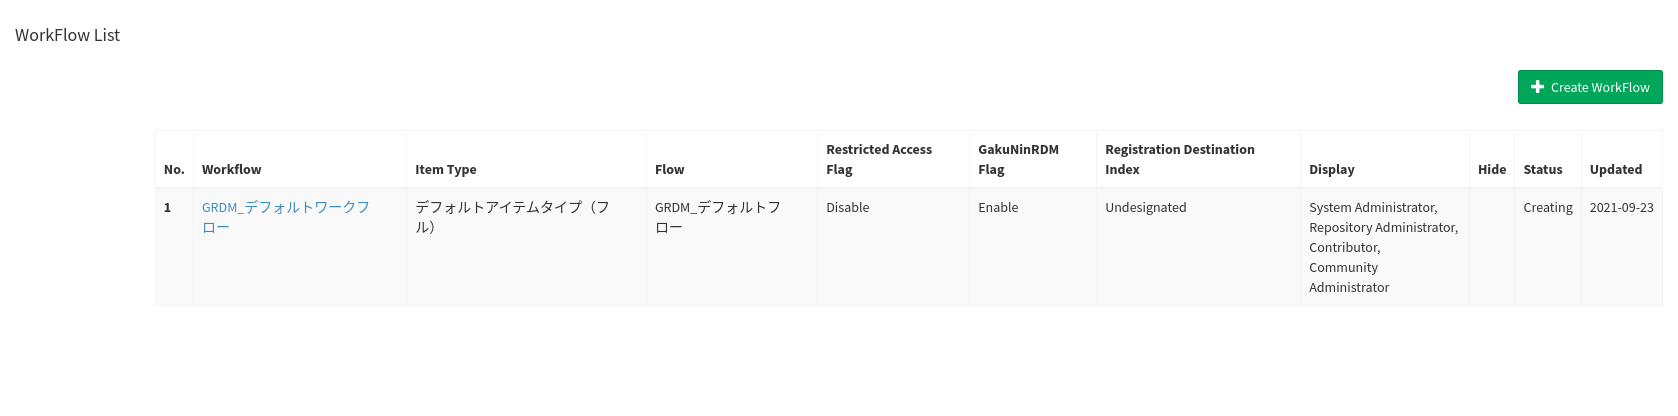 WorkFlow List
Create WorkFlow
No. Workflow Item Type Flow Restricted Access Flag GakuNinRDM Flag Registration Destination Index Display Hide Status Updated
1 GRDM_デフォルトワークフ デフォルトアイテムタイプ（フ GRDM_デフォルトフ Disable Enable Undesignated System Administrator, Creating 2021-09-23
ロー ル） ロー Repository Administrator,
Contributor,
Community
Administrator